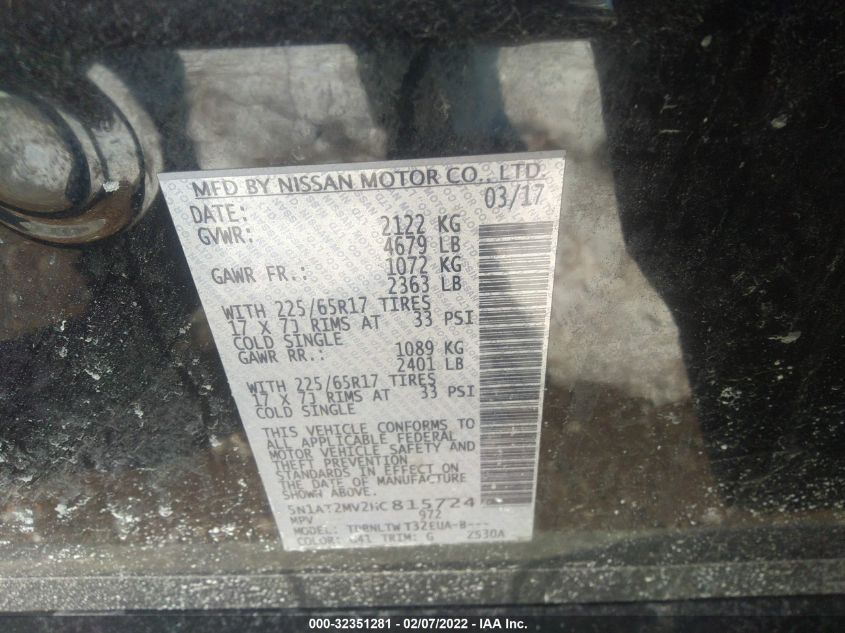 MFD BY NISSAN MOTOR CO., LTD.
DATE: 03/17
GVWR: 2122 KG
4679 LB
GAWR FR.: 1072 KG
2363 LB
WITH 225/65R17 TIRES
17 X 7J RIMS AT 33 PSI
COLD SINGLE
GAWR RR.: 1089 KG
2401 LB
WITH 225/65R17 TIRES
17 X 7J RIMS AT 33 PSI
COLD SINGLE
THIS VEHICLE CONFORMS TO
ALL APPLICABLE FEDERAL
MOTOR VEHICLE SAFETY AND
THEFT PREVENTION
STANDARDS IN EFFECT ON
THE DATE OF MANUFACTURE
SHOWN ABOVE.
5N1AT2MV2HC815724
MPV 972
MODEL: T32EUA-B---
COLOR: TRIM: G 2530A
000-32351281 - 02/07/2022 - IAA Inc.